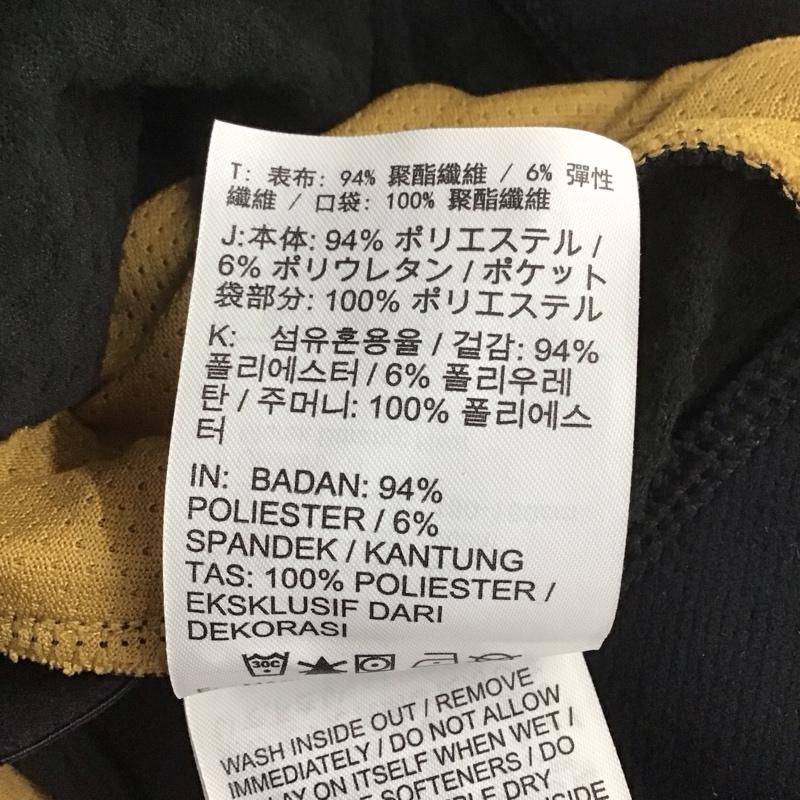 T: 表布: 94% 聚酯纖維 / 6% 彈性
纖維 / 口袋: 100% 聚酯纖維
J:本体: 94% ポリエステル /
6% ポリウレタン / ポケット
袋部分: 100% ポリエステル
K: 섬유혼용율 / 겉감: 94%
폴리에스터 / 6% 폴리우레
탄 / 주머니: 100% 폴리에스
터
IN: BADAN: 94%
POLIESTER / 6%
SPANDEK / KANTUNG
TAS: 100% POLIESTER /
EKSKLUSIF DARI
DEKORASI
30C
WASH INSIDE OUT / REMOVE
IMMEDIATELY / DO NOT ALLOW
ON ITSELF WHEN WET /
SOFTENERS / DO
DRY